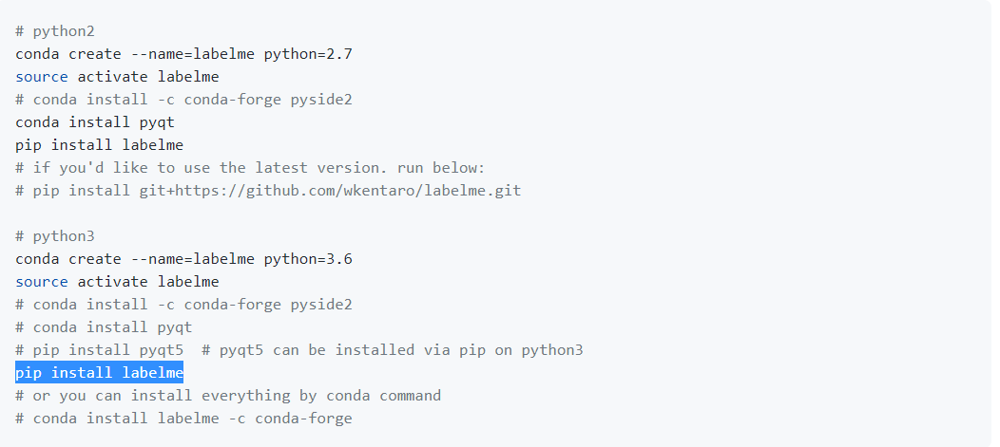 # python2
conda create --name=labelme python=2.7
source activate labelme
# conda install -c conda-forge pyside2
conda install pyqt
pip install labelme
# if you'd like to use the latest version. run below:
# pip install git+https://github.com/wkentaro/labelme.git

# python3
conda create --name=labelme python=3.6
source activate labelme
# conda install -c conda-forge pyside2
# conda install pyqt
# pip install pyqt5  # pyqt5 can be installed via pip on python3
pip install labelme
# or you can install everything by conda command
# conda install labelme -c conda-forge